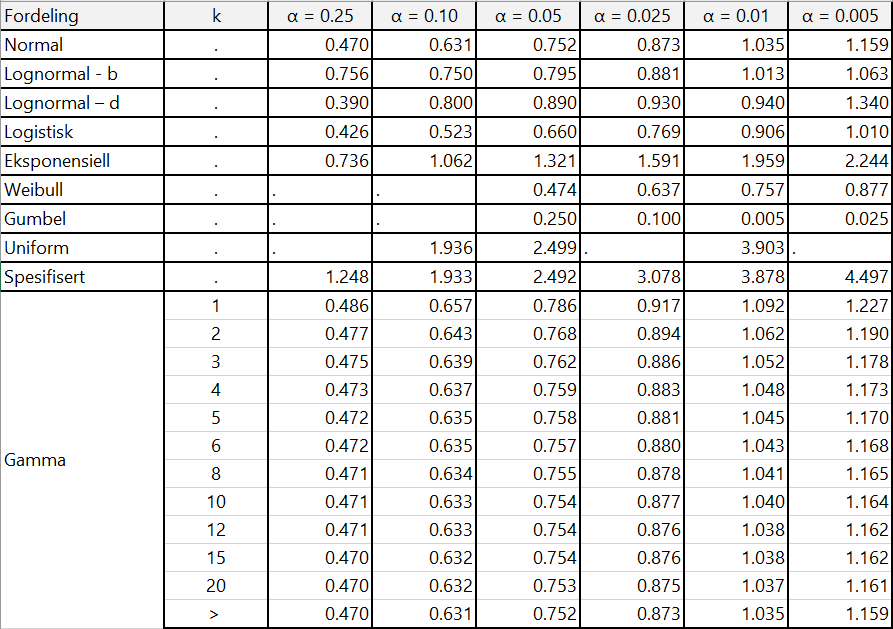 Fordeling k α = 0.25 α = 0.10 α = 0.05 α = 0.025 α = 0.01 α = 0.005
Normal . 0.470 0.631 0.752 0.873 1.035 1.159
Lognormal - b . 0.756 0.750 0.795 0.881 1.013 1.063
Lognormal – d . 0.390 0.800 0.890 0.930 0.940 1.340
Logistisk . 0.426 0.523 0.660 0.769 0.906 1.010
Eksponensiell . 0.736 1.062 1.321 1.591 1.959 2.244
Weibull . . . 0.474 0.637 0.757 0.877
Gumbel . . . 0.250 0.100 0.005 0.025
Uniform . . 1.936 2.499 . 3.903 .
Spesifisert . 1.248 1.933 2.492 3.078 3.878 4.497
1 0.486 0.657 0.786 0.917 1.092 1.227
2 0.477 0.643 0.768 0.894 1.062 1.190
3 0.475 0.639 0.762 0.886 1.052 1.178
4 0.473 0.637 0.759 0.883 1.048 1.173
5 0.472 0.635 0.758 0.881 1.045 1.170
Gamma 6 0.472 0.635 0.757 0.880 1.043 1.168
8 0.471 0.634 0.755 0.878 1.041 1.165
10 0.471 0.633 0.754 0.877 1.040 1.164
12 0.471 0.633 0.754 0.876 1.038 1.162
15 0.470 0.632 0.754 0.876 1.038 1.162
20 0.470 0.632 0.753 0.875 1.037 1.161
> 0.470 0.631 0.752 0.873 1.035 1.159